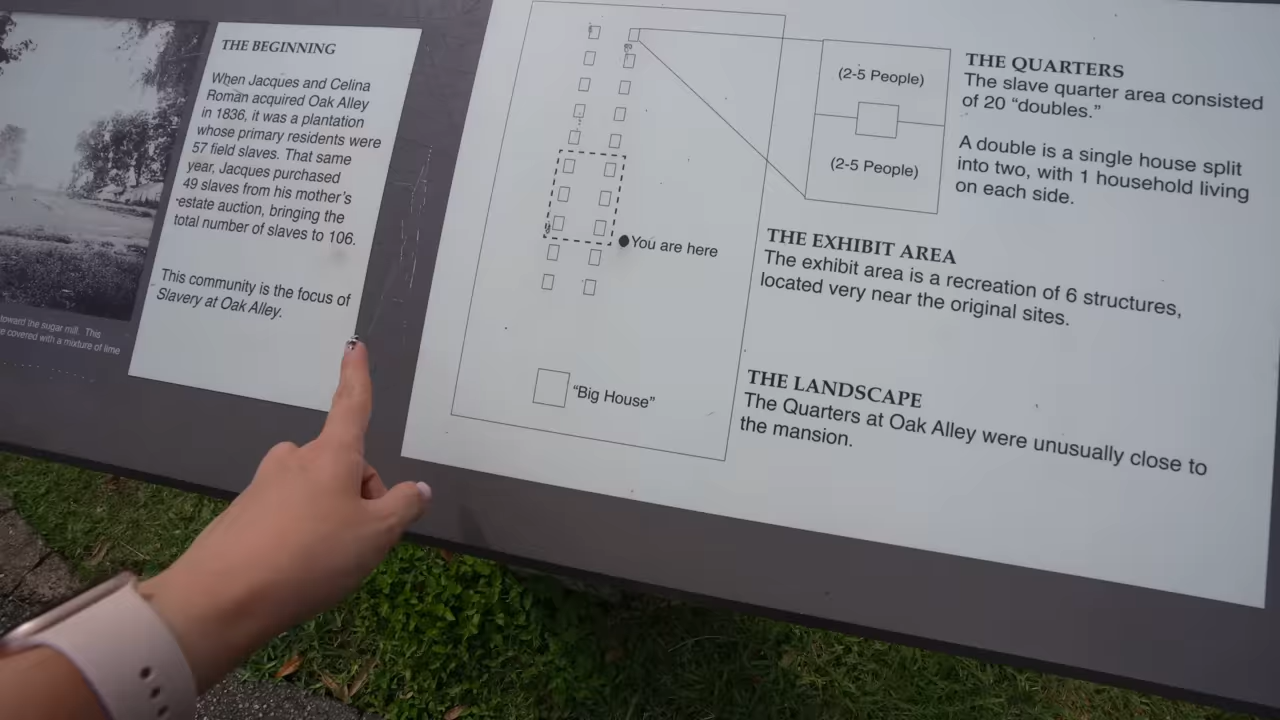 THE BEGINNING
When Jacques and Celina
Roman acquired Oak Alley
in 1836, it was a plantation
whose primary residents were
57 field slaves. That same
year, Jacques purchased
49 slaves from his mother's
estate auction, bringing the
total number of slaves to 106.
This community is the focus of
Slavery at Oak Alley.
toward the sugar mill. This
covered with a mixture of lime
You are here
"Big House"
(2-5 People)
(2-5 People)
THE QUARTERS
The slave quarter area consisted
of 20 "doubles."
A double is a single house split
into two, with 1 household living
on each side.
THE EXHIBIT AREA
The exhibit area is a recreation of 6 structures,
located very near the original sites.
THE LANDSCAPE
The Quarters at Oak Alley were unusually close to
the mansion.